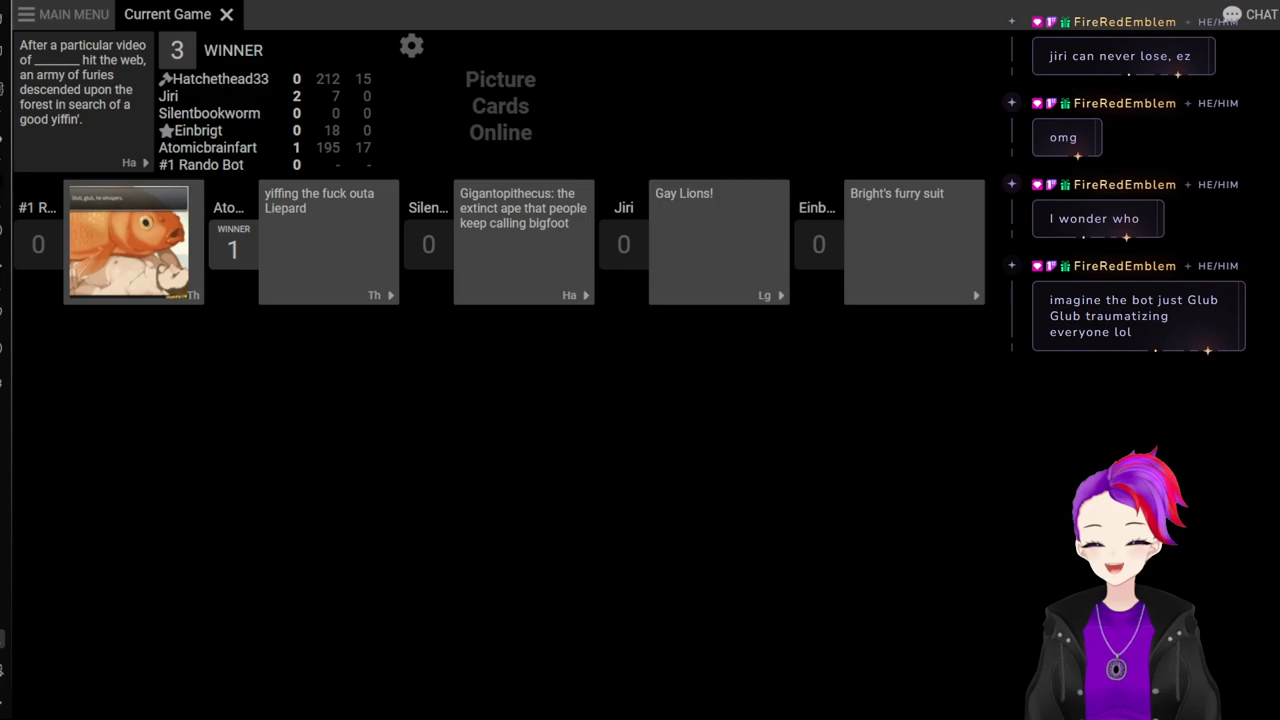 MAIN MENU
Current Game
CHAT
After a particular video
of ________ hit the web,
an army of furies
descended upon the
forest in search of a
good yiffin'.
Ha
3 WINNER
Hatchethead33 0 212 15
Jiri 2 7 0
Silentbookworm 0 0 0
Einbrigt 0 18 0
Atomicbrainfart 1 195 17
#1 Rando Bot 0 - -
Picture
Cards
Online
#1 R...
0
Glub, glub, he whispers.
Th
Ato...
WINNER
1
yiffing the fuck outa
Liepard
Th
Silen...
0
Gigantopithecus: the
extinct ape that people
keep calling bigfoot
Ha
Jiri
0
Gay Lions!
Lg
Einb...
0
Bright's furry suit
FireRedEmblem + HE/HIM
jiri can never lose, ez
FireRedEmblem + HE/HIM
omg
FireRedEmblem + HE/HIM
I wonder who
FireRedEmblem + HE/HIM
imagine the bot just Glub
Glub traumatizing
everyone lol